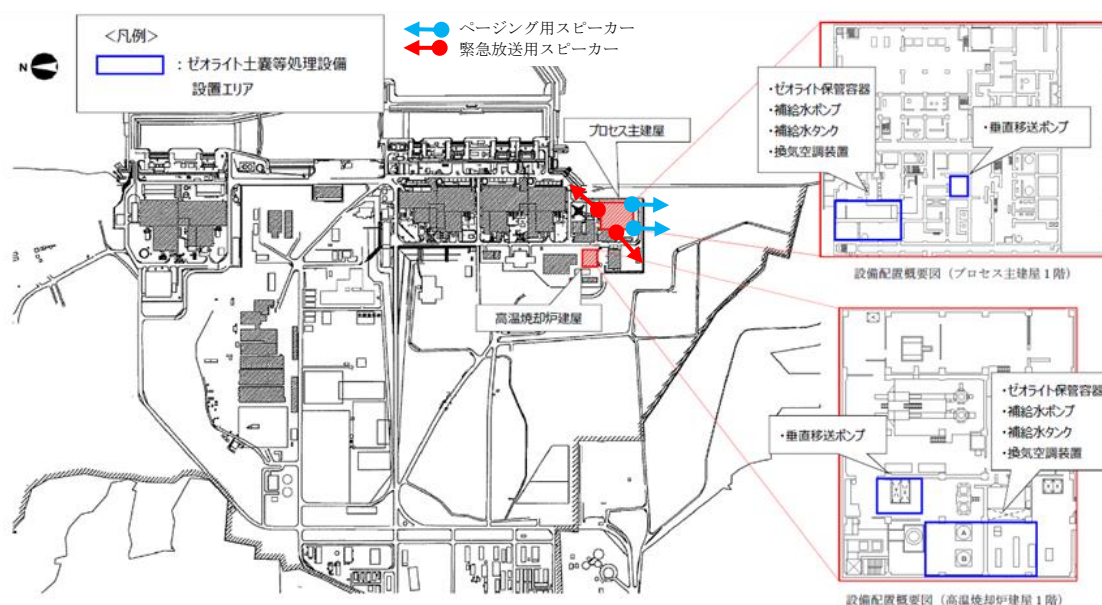 <凡例>
：ゼオライト土嚢等処理設備
設置エリア
ページング用スピーカー
緊急放送用スピーカー
N
プロセス主建屋
高温焼却炉建屋
・ゼオライト保管容器
・補給水ポンプ
・補給水タンク
・換気空調装置
・垂直移送ポンプ
設備配置概要図（プロセス主建屋１階）
・ゼオライト保管容器
・補給水ポンプ
・補給水タンク
・換気空調装置
・垂直移送ポンプ
A
B
設備配置概要図（高温焼却炉建屋１階）